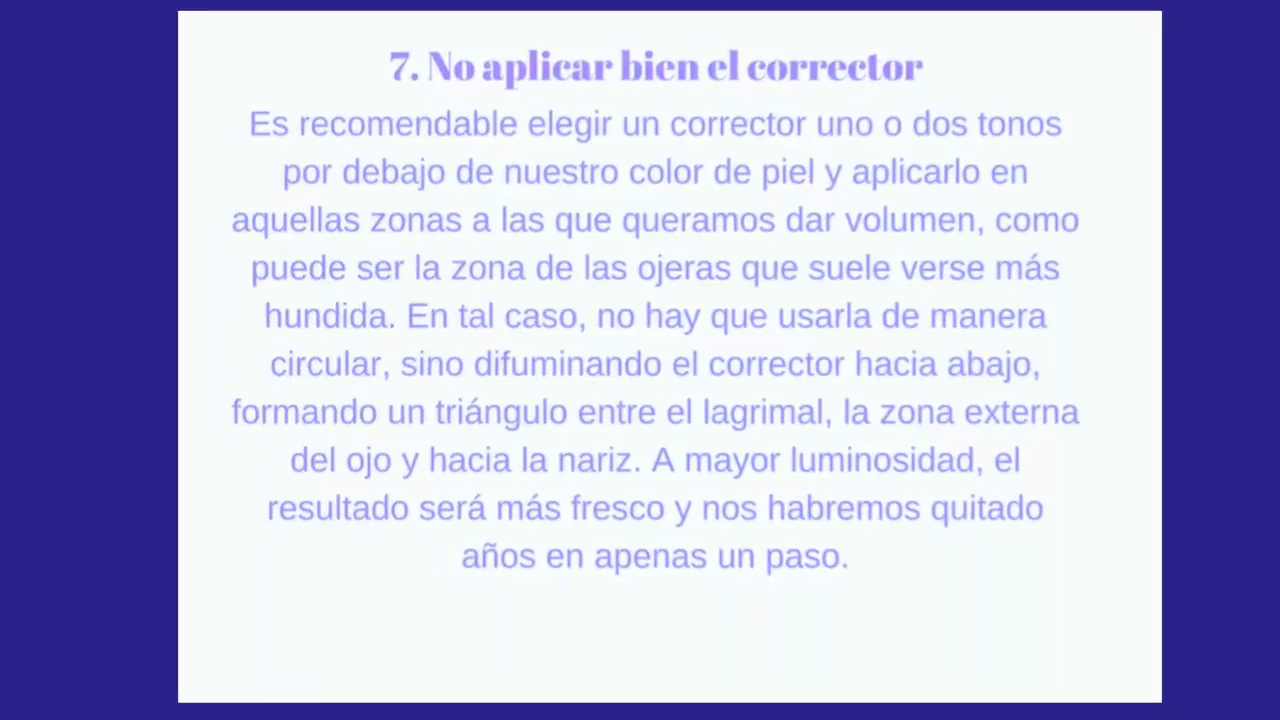 7. No aplicar bien el corrector
Es recomendable elegir un corrector uno o dos tonos
por debajo de nuestro color de piel y aplicarlo en
aquellas zonas a las que queramos dar volumen, como
puede ser la zona de las ojeras que suele verse más
hundida. En tal caso, no hay que usarla de manera
circular, sino difuminando el corrector hacia abajo,
formando un triángulo entre el lagrimal, la zona externa
del ojo y hacia la nariz. A mayor luminosidad, el
resultado será más fresco y nos habremos quitado
años en apenas un paso.